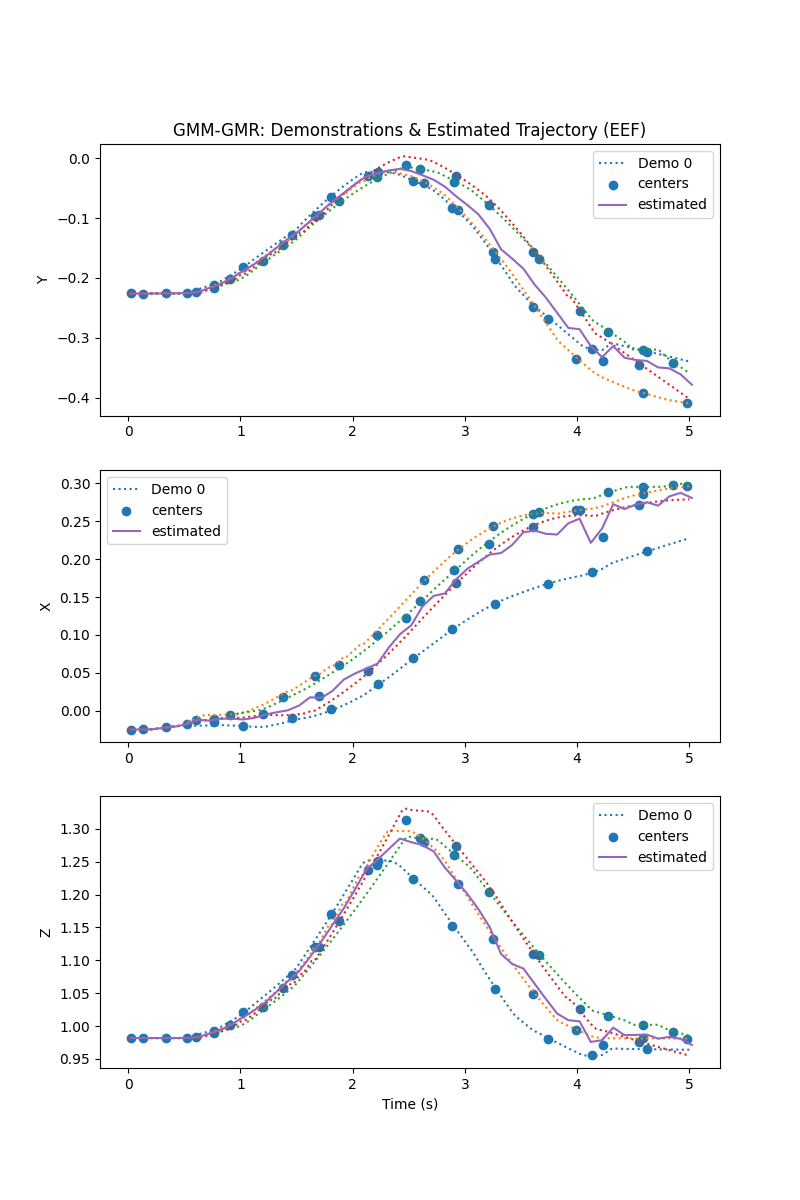 GMM-GMR: Demonstrations & Estimated Trajectory (EEF)
0.0
−0.1
−0.2
−0.3
−0.4
Y
Demo 0
centers
estimated
0 1 2 3 4 5
0.30
0.25
0.20
0.15
0.10
0.05
0.00
X
Demo 0
centers
estimated
0 1 2 3 4 5
1.30
1.25
1.20
1.15
1.10
1.05
1.00
0.95
Z
Demo 0
centers
estimated
0 1 2 3 4 5
Time (s)